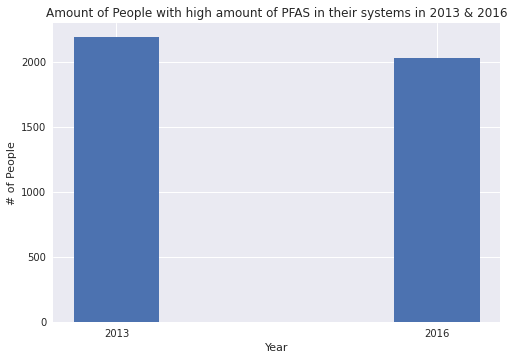 Amount of People with high amount of PFAS in their systems in 2013 & 2016
# of People
2000
1500
1000
500
0
2013 2016
Year